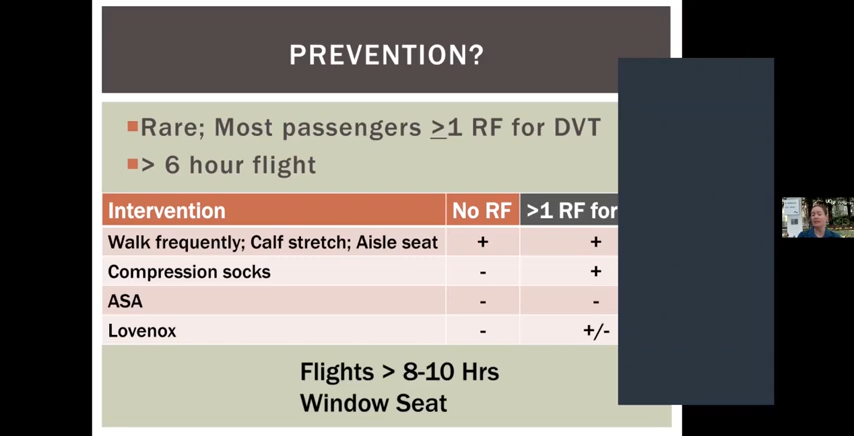 PREVENTION?
Rare; Most passengers >1 RF for DVT
> 6 hour flight
Intervention No RF >1 RF for
Walk frequently; Calf stretch; Aisle seat + +
Compression socks - +
ASA - -
Lovenox - +/-
Flights > 8-10 Hrs
Window Seat